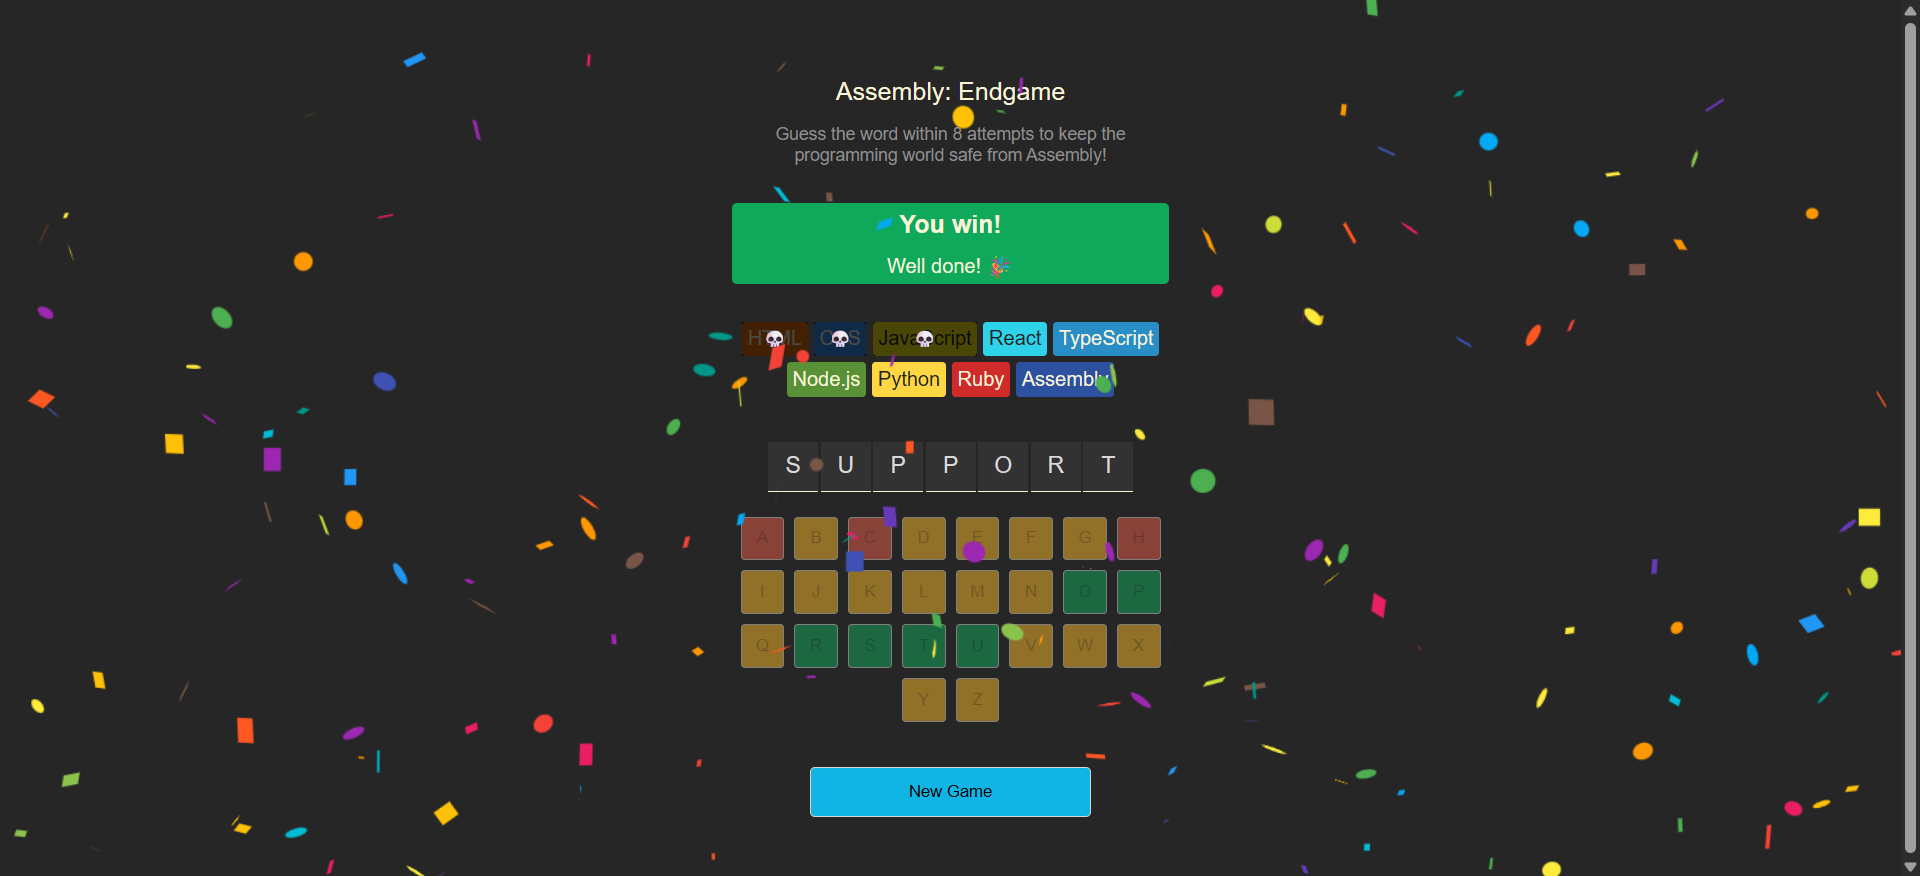 Assembly: Endgame
Guess the word within 8 attempts to keep the
programming world safe from Assembly!
You win!
Well done! 🎉
HTML CSS JavaScript React TypeScript
Node.js Python Ruby Assembly
S U P P O R T
A B C D E F G H
I J K L M N O P
Q R S T U V W X
Y Z
New Game